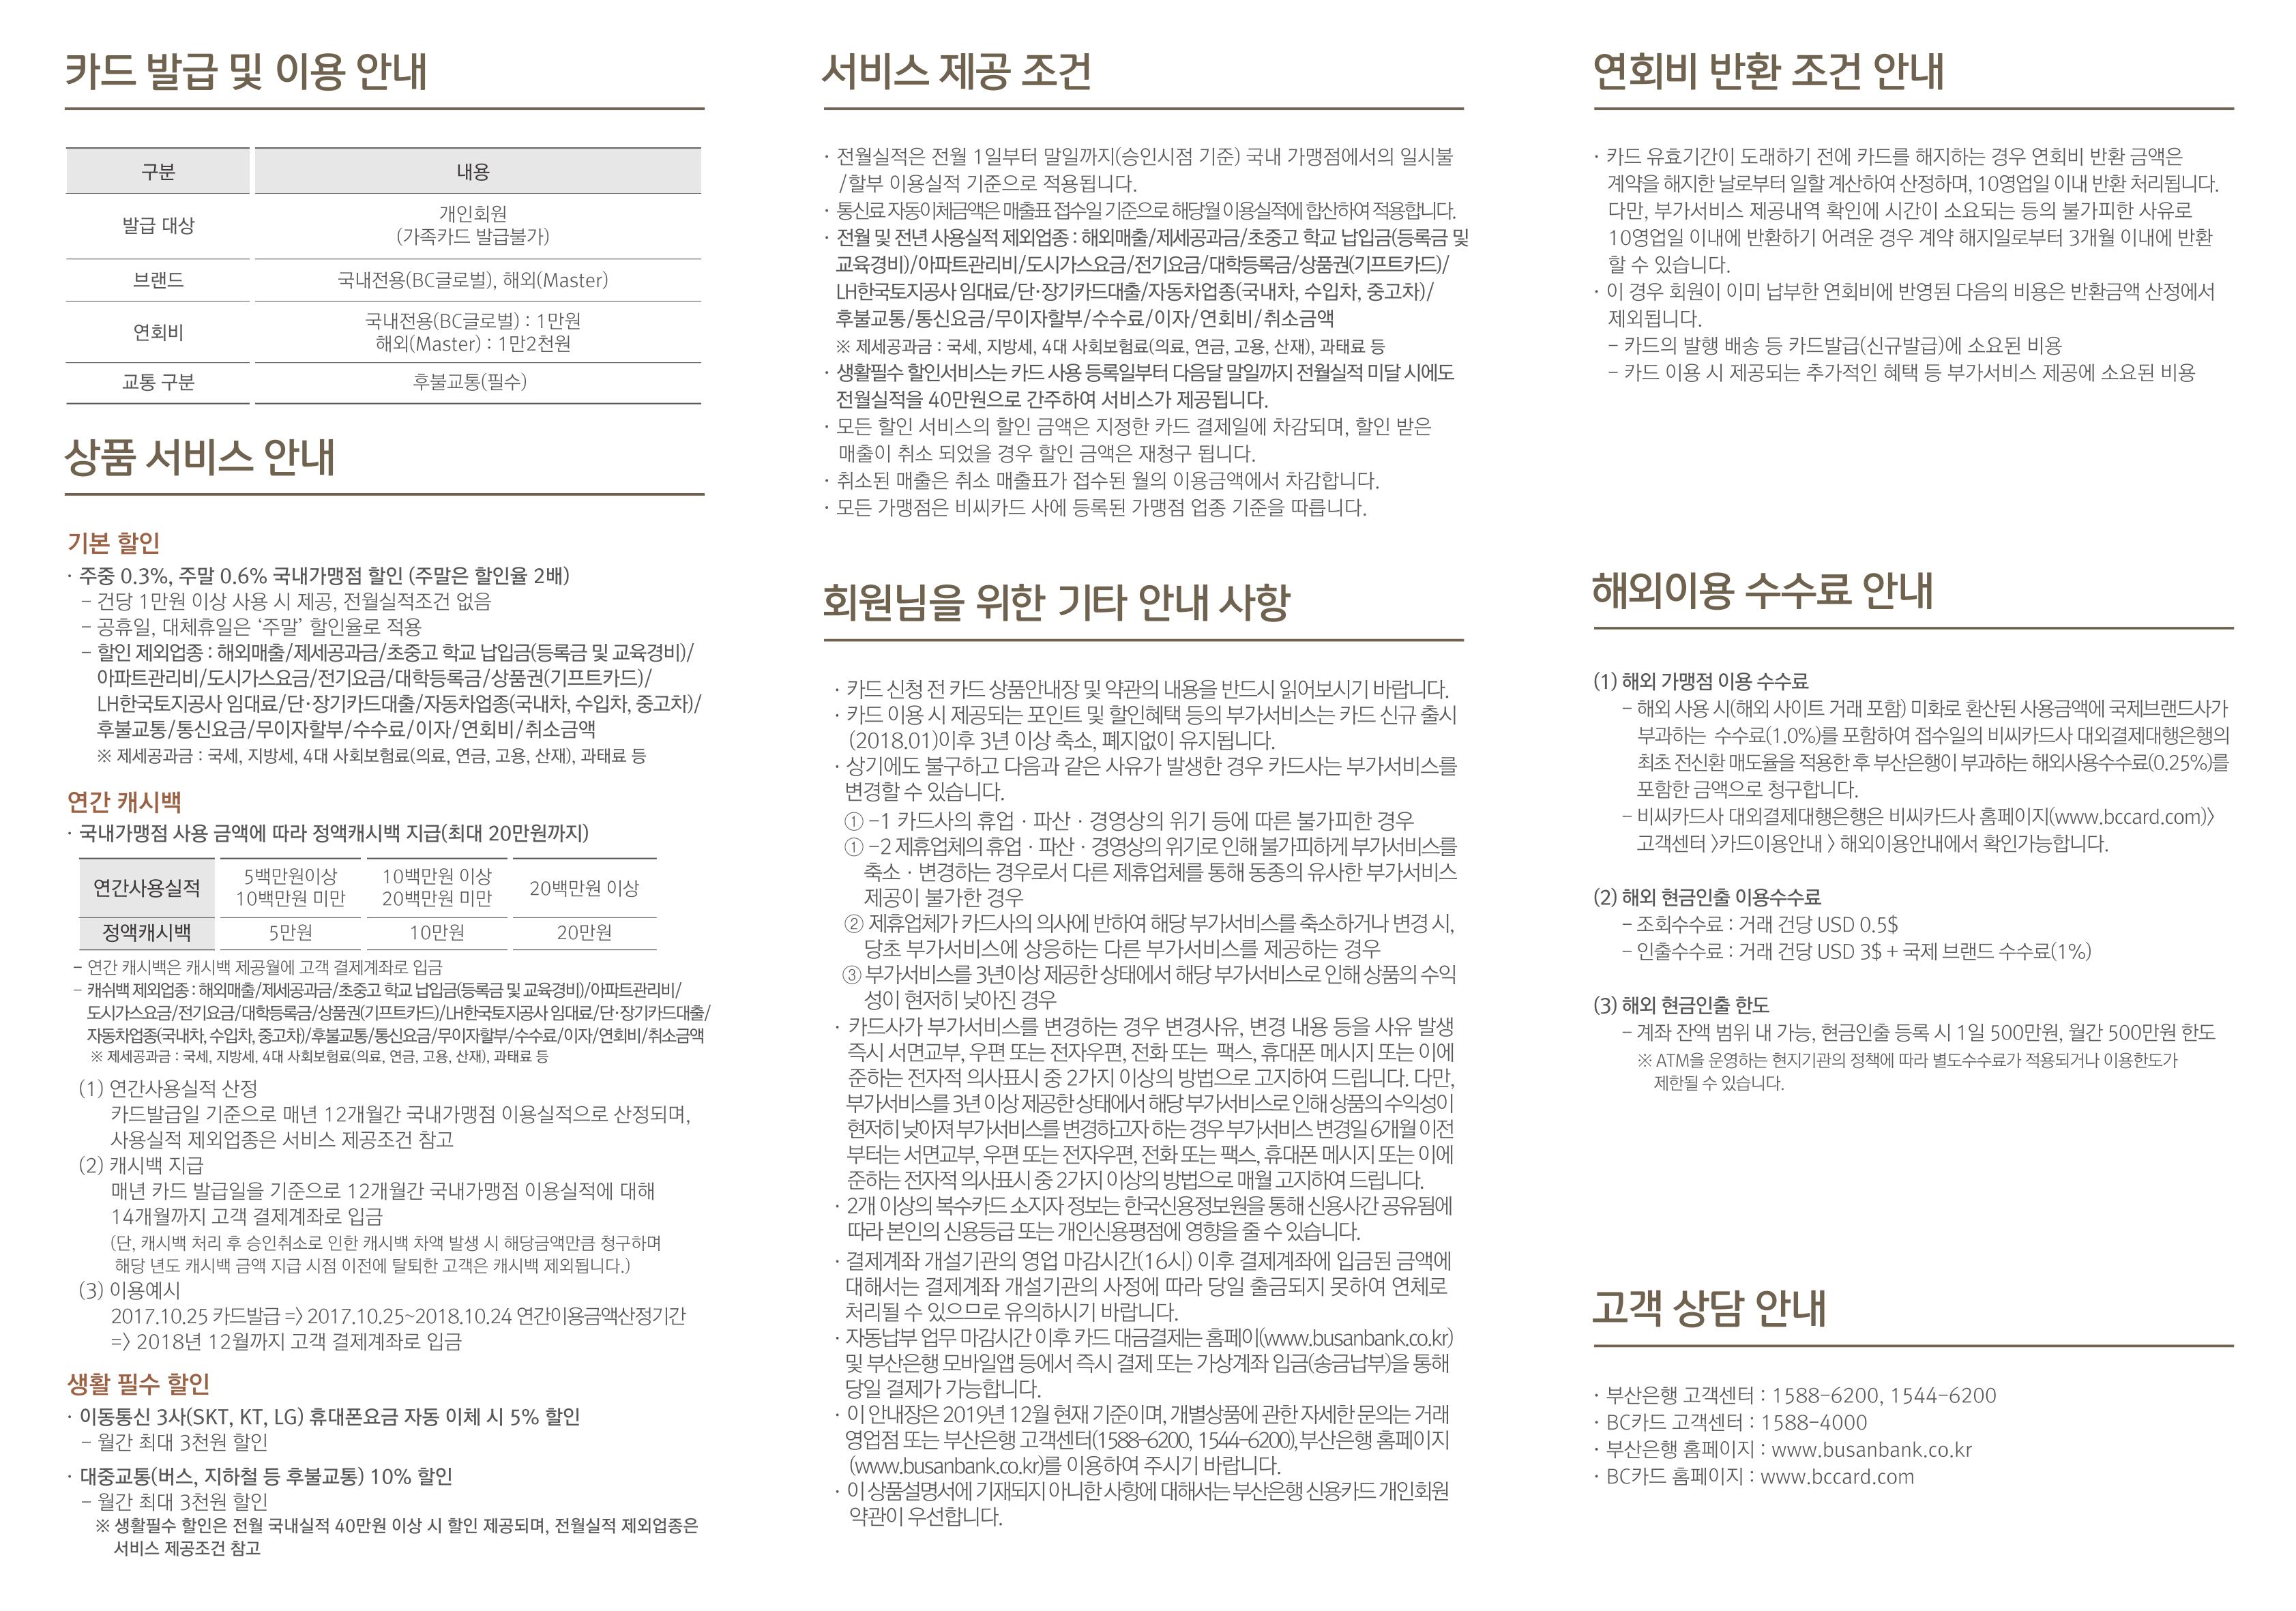 카드 발급 및 이용 안내
구분 내용
발급 대상 개인회원
(가족카드 발급불가)
브랜드 국내전용(BC글로벌), 해외(Master)
연회비 국내전용(BC글로벌) : 1만원
해외(Master) : 1만2천원
교통 구분 후불교통(필수)
상품 서비스 안내
기본 할인
· 주중 0.3%, 주말 0.6% 국내가맹점 할인 (주말은 할인율 2배)
– 건당 1만원 이상 사용 시 제공, 전월실적조건 없음
– 공휴일, 대체휴일은 ‘주말’ 할인율로 적용
– 할인 제외업종 : 해외매출/제세공과금/초중고 학교 납입금(등록금 및 교육경비)/
아파트관리비/도시가스요금/전기요금/대학등록금/상품권(기프트카드)/
LH한국토지공사 임대료/단·장기카드대출/자동차업종(국내차, 수입차, 중고차)/
후불교통/통신요금/무이자할부/수수료/이자/연회비/취소금액
※ 제세공과금 : 국세, 지방세, 4대 사회보험료(의료, 연금, 고용, 산재), 과태료 등
연간 캐시백
· 국내가맹점 사용 금액에 따라 정액캐시백 지급(최대 20만원까지)
연간사용실적 5백만원이상 10백만원 미만 10백만원 이상 20백만원 미만 20백만원 이상
정액캐시백 5만원 10만원 20만원
– 연간 캐시백은 캐시백 제공월에 고객 결제계좌로 입금
– 캐쉬백 제외업종 : 해외매출/제세공과금/초중고 학교 납입금(등록금 및 교육경비)/아파트관리비/
도시가스요금/전기요금/대학등록금/상품권(기프트카드)/LH한국토지공사 임대료/단·장기카드대출/
자동차업종(국내차, 수입차, 중고차)/후불교통/통신요금/무이자할부/수수료/이자/연회비/취소금액
※ 제세공과금 : 국세, 지방세, 4대 사회보험료(의료, 연금, 고용, 산재), 과태료 등
(1) 연간사용실적 산정
카드발급일 기준으로 매년 12개월간 국내가맹점 이용실적으로 산정되며,
사용실적 제외업종은 서비스 제공조건 참고
(2) 캐시백 지급
매년 카드 발급일을 기준으로 12개월간 국내가맹점 이용실적에 대해
14개월까지 고객 결제계좌로 입금
(단, 캐시백 처리 후 승인취소로 인한 캐시백 차액 발생 시 해당금액만큼 청구하며
해당 년도 캐시백 금액 지급 시점 이전에 탈퇴한 고객은 캐시백 제외됩니다.)
(3) 이용예시
2017.10.25 카드발급 =〉 2017.10.25~2018.10.24 연간이용금액산정기간
=〉 2018년 12월까지 고객 결제계좌로 입금
생활 필수 할인
· 이동통신 3사(SKT, KT, LG) 휴대폰요금 자동 이체 시 5% 할인
– 월간 최대 3천원 할인
· 대중교통(버스, 지하철 등 후불교통) 10% 할인
– 월간 최대 3천원 할인
※ 생활필수 할인은 전월 국내실적 40만원 이상 시 할인 제공되며, 전월실적 제외업종은
서비스 제공조건 참고
서비스 제공 조건
· 전월실적은 전월 1일부터 말일까지(승인시점 기준) 국내 가맹점에서의 일시불
/할부 이용실적 기준으로 적용됩니다.
· 통신료 자동이체금액은 매출표 접수일 기준으로 해당월 이용실적에 합산하여 적용합니다.
· 전월 및 전년 사용실적 제외업종 : 해외매출/제세공과금/초중고 학교 납입금(등록금 및
교육경비)/아파트관리비/도시가스요금/전기요금/대학등록금/상품권(기프트카드)/
LH한국토지공사 임대료/단·장기카드대출/자동차업종(국내차, 수입차, 중고차)/
후불교통/통신요금/무이자할부/수수료/이자/연회비/취소금액
※ 제세공과금 : 국세, 지방세, 4대 사회보험료(의료, 연금, 고용, 산재), 과태료 등
· 생활필수 할인서비스는 카드 사용 등록일부터 다음달 말일까지 전월실적 미달 시에도
전월실적을 40만원으로 간주하여 서비스가 제공됩니다.
· 모든 할인 서비스의 할인 금액은 지정한 카드 결제일에 차감되며, 할인 받은
매출이 취소 되었을 경우 할인 금액은 재청구 됩니다.
· 취소된 매출은 취소 매출표가 접수된 월의 이용금액에서 차감합니다.
· 모든 가맹점은 비씨카드 사에 등록된 가맹점 업종 기준을 따릅니다.
회원님을 위한 기타 안내 사항
· 카드 신청 전 카드 상품안내장 및 약관의 내용을 반드시 읽어보시기 바랍니다.
· 카드 이용 시 제공되는 포인트 및 할인혜택 등의 부가서비스는 카드 신규 출시
(2018.01)이후 3년 이상 축소, 폐지없이 유지됩니다.
· 상기에도 불구하고 다음과 같은 사유가 발생한 경우 카드사는 부가서비스를
변경할 수 있습니다.
① –1 카드사의 휴업 · 파산 · 경영상의 위기 등에 따른 불가피한 경우
① –2 제휴업체의 휴업 · 파산 · 경영상의 위기로 인해 불가피하게 부가서비스를
축소 · 변경하는 경우로서 다른 제휴업체를 통해 동종의 유사한 부가서비스
제공이 불가한 경우
② 제휴업체가 카드사의 의사에 반하여 해당 부가서비스를 축소하거나 변경 시,
당초 부가서비스에 상응하는 다른 부가서비스를 제공하는 경우
③ 부가서비스를 3년이상 제공한 상태에서 해당 부가서비스로 인해 상품의 수익
성이 현저히 낮아진 경우
· 카드사가 부가서비스를 변경하는 경우 변경사유, 변경 내용 등을 사유 발생
즉시 서면교부, 우편 또는 전자우편, 전화 또는 팩스, 휴대폰 메시지 또는 이에
준하는 전자적 의사표시 중 2가지 이상의 방법으로 고지하여 드립니다. 다만,
부가서비스를 3년 이상 제공한 상태에서 해당 부가서비스로 인해 상품의 수익성이
현저히 낮아져 부가서비스를 변경하고자 하는 경우 부가서비스 변경일 6개월 이전
부터는 서면교부, 우편 또는 전자우편, 전화 또는 팩스, 휴대폰 메시지 또는 이에
준하는 전자적 의사표시 중 2가지 이상의 방법으로 매월 고지하여 드립니다.
· 2개 이상의 복수카드 소지자 정보는 한국신용정보원을 통해 신용사간 공유됨에
따라 본인의 신용등급 또는 개인신용평점에 영향을 줄 수 있습니다.
· 결제계좌 개설기관의 영업 마감시간(16시) 이후 결제계좌에 입금된 금액에
대해서는 결제계좌 개설기관의 사정에 따라 당일 출금되지 못하여 연체로
처리될 수 있으므로 유의하시기 바랍니다.
· 자동납부 업무 마감시간 이후 카드 대금결제는 홈페이(www.busanbank.co.kr)
및 부산은행 모바일앱 등에서 즉시 결제 또는 가상계좌 입금(송금납부)을 통해
당일 결제가 가능합니다.
· 이 안내장은 2019년 12월 현재 기준이며, 개별상품에 관한 자세한 문의는 거래
영업점 또는 부산은행 고객센터(1588–6200, 1544–6200),부산은행 홈페이지
(www.busanbank.co.kr)를 이용하여 주시기 바랍니다.
· 이 상품설명서에 기재되지 아니한 사항에 대해서는 부산은행 신용카드 개인회원
약관이 우선합니다.
연회비 반환 조건 안내
· 카드 유효기간이 도래하기 전에 카드를 해지하는 경우 연회비 반환 금액은
계약을 해지한 날로부터 일할 계산하여 산정하며, 10영업일 이내 반환 처리됩니다.
다만, 부가서비스 제공내역 확인에 시간이 소요되는 등의 불가피한 사유로
10영업일 이내에 반환하기 어려운 경우 계약 해지일로부터 3개월 이내에 반환
할 수 있습니다.
· 이 경우 회원이 이미 납부한 연회비에 반영된 다음의 비용은 반환금액 산정에서
제외됩니다.
– 카드의 발행 배송 등 카드발급(신규발급)에 소요된 비용
– 카드 이용 시 제공되는 추가적인 혜택 등 부가서비스 제공에 소요된 비용
해외이용 수수료 안내
(1) 해외 가맹점 이용 수수료
– 해외 사용 시(해외 사이트 거래 포함) 미화로 환산된 사용금액에 국제브랜드사가
부과하는 수수료(1.0%)를 포함하여 접수일의 비씨카드사 대외결제대행은행의
최초 전신환 매도율을 적용한 후 부산은행이 부과하는 해외사용수수료(0.25%)를
포함한 금액으로 청구합니다.
– 비씨카드사 대외결제대행은행은 비씨카드사 홈페이지(www.bccard.com)〉
고객센터 〉카드이용안내 〉 해외이용안내에서 확인가능합니다.
(2) 해외 현금인출 이용수수료
– 조회수수료 : 거래 건당 USD 0.5$
– 인출수수료 : 거래 건당 USD 3$ + 국제 브랜드 수수료(1%)
(3) 해외 현금인출 한도
– 계좌 잔액 범위 내 가능, 현금인출 등록 시 1일 500만원, 월간 500만원 한도
※ ATM을 운영하는 현지기관의 정책에 따라 별도수수료가 적용되거나 이용한도가
제한될 수 있습니다.
고객 상담 안내
· 부산은행 고객센터 : 1588–6200, 1544–6200
· BC카드 고객센터 : 1588–4000
· 부산은행 홈페이지 : www.busanbank.co.kr
· BC카드 홈페이지 : www.bccard.com